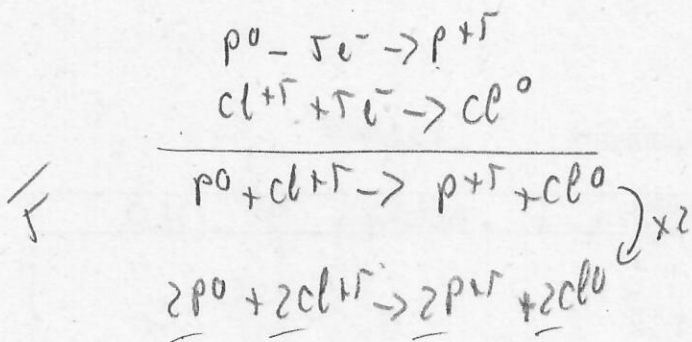 p⁰ - 5e⁻ -> p⁺⁵
cl⁺⁵ + 5e⁻ -> cl⁰
p⁰ + cl⁺⁵ -> p⁺⁵ + cl⁰
x2
2p⁰ + 2cl⁺⁵ -> 2p⁺⁵ + 2cl⁰